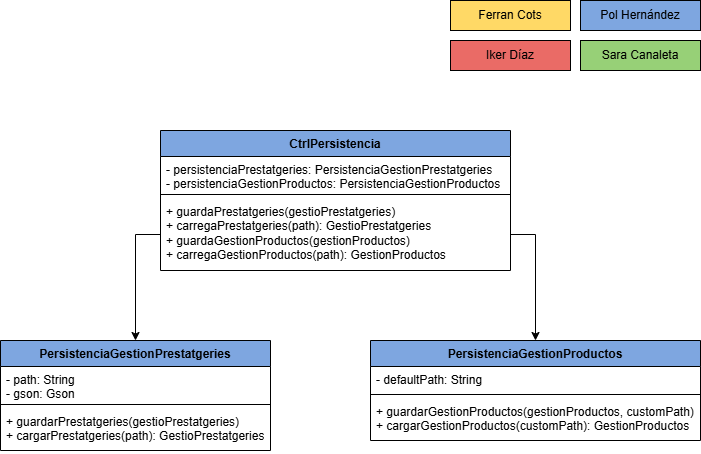 Ferran Cots
Pol Hernández
Iker Díaz
Sara Canaleta
CtrlPersistencia
- persistenciaPrestatgeries: PersistenciaGestionPrestatgeries
- persistenciaGestionProductos: PersistenciaGestionProductos
+ guardaPrestatgeries(gestioPrestatgeries)
+ carregaPrestatgeries(path): GestioPrestatgeries
+ guardaGestionProductos(gestionProductos)
+ carregaGestionProductos(path): GestionProductos
PersistenciaGestionPrestatgeries
- path: String
- gson: Gson
+ guardarPrestatgeries(gestioPrestatgeries)
+ cargarPrestatgeries(path): GestioPrestatgeries
PersistenciaGestionProductos
- defaultPath: String
+ guardarGestionProductos(gestionProductos, customPath)
+ cargarGestionProductos(customPath): GestionProductos